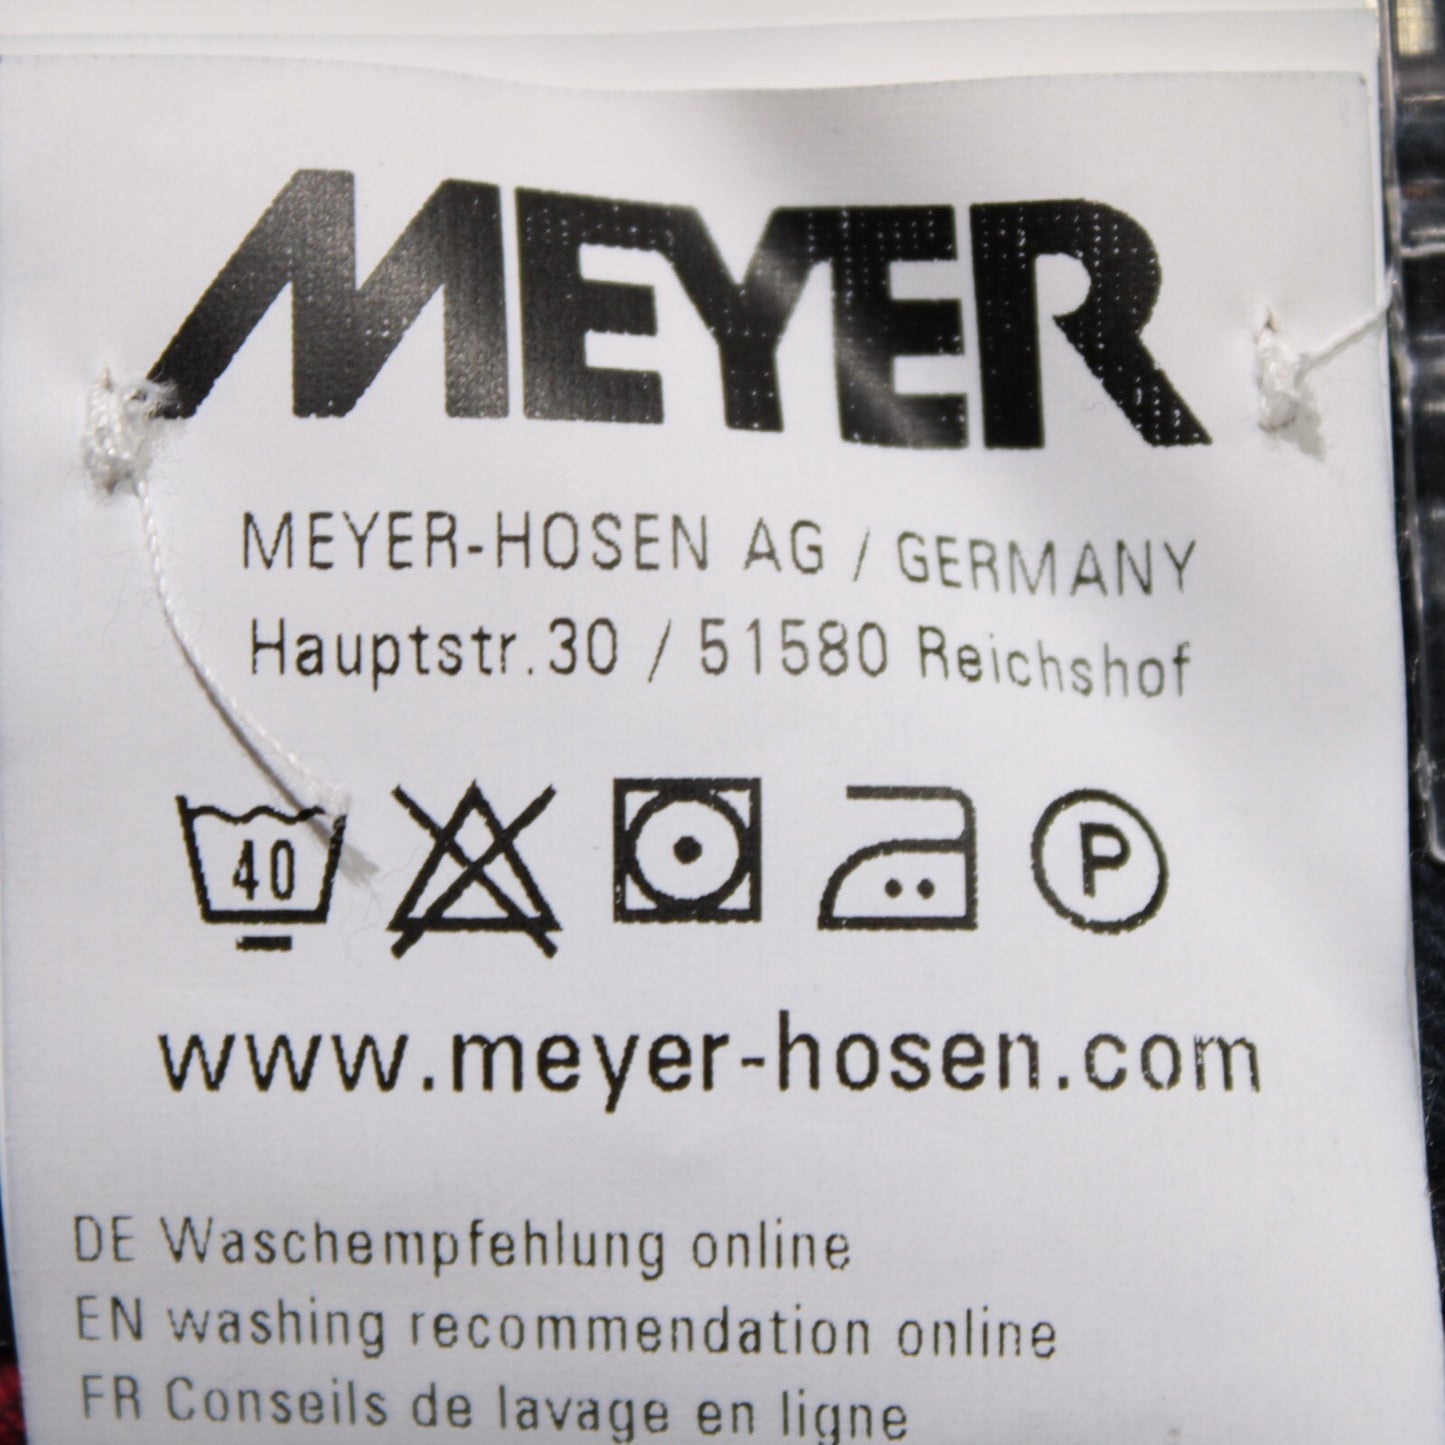 MEYER
MEYER-HOSEN AG / GERMANY
Hauptstr.30 / 51580 Reichshof
40 P
www.meyer-hosen.com
DE Waschempfehlung online
EN washing recommendation online
FR Conseils de lavage en ligne